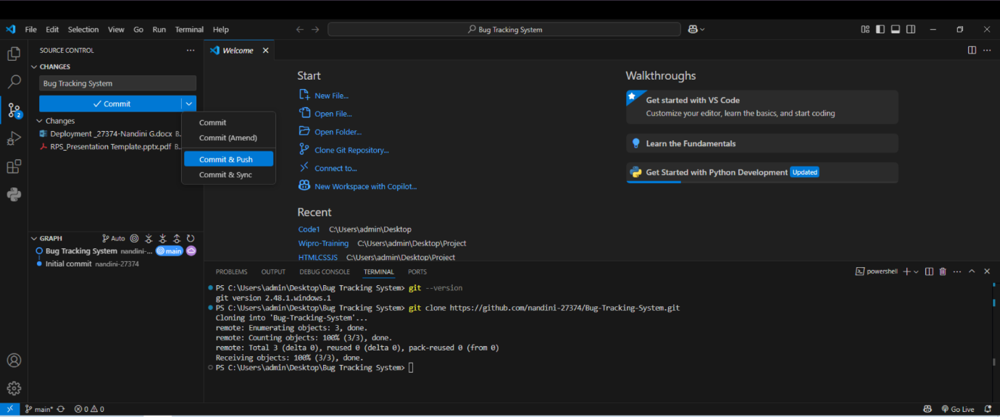 File Edit Selection View Go Run Terminal Help
Bug Tracking System
SOURCE CONTROL
CHANGES
Bug Tracking System
Commit
Changes
Deployment _27374-Nandini G.docx B...
RPS_Presentation Template.pptx.pdf B...
2
Commit
Commit (Amend)
Commit & Push
Commit & Sync
GRAPH
Auto
Bug Tracking System nandini-... main
Initial commit nandini-27374
Welcome
Start
New File...
Open File...
Open Folder...
Clone Git Repository...
Connect to...
New Workspace with Copilot...
Recent
Code1 C:\Users\admin\Desktop
Wipro-Training C:\Users\admin\Desktop\Project
HTMLCSSJS C:\Users\admin\Desktop\Project
Walkthroughs
Get started with VS Code
Customize your editor, learn the basics, and start coding
Learn the Fundamentals
Get Started with Python Development Updated
PROBLEMS OUTPUT DEBUG CONSOLE TERMINAL PORTS
powershell
PS C:\Users\admin\Desktop\Bug Tracking System> git --version
git version 2.48.1.windows.1
PS C:\Users\admin\Desktop\Bug Tracking System> git clone https://github.com/nandini-27374/Bug-Tracking-System.git
Cloning into 'Bug-Tracking-System'...
remote: Enumerating objects: 3, done.
remote: Counting objects: 100% (3/3), done.
remote: Total 3 (delta 0), reused 0 (delta 0), pack-reused 0 (from 0)
Receiving objects: 100% (3/3), done.
PS C:\Users\admin\Desktop\Bug Tracking System>
main* 0 0
Go Live